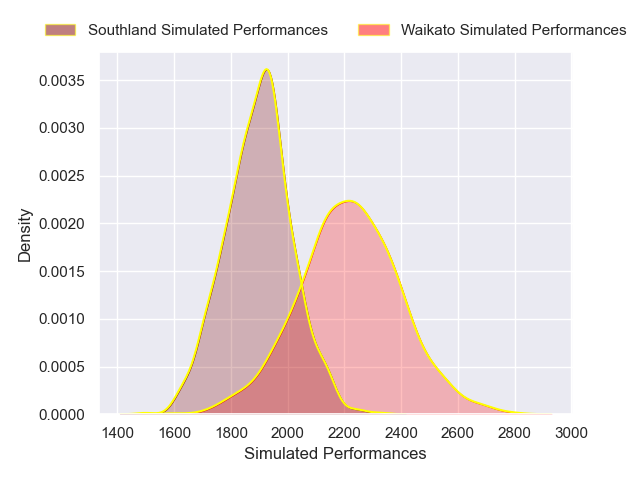 Southland Simulated Performances
Waikato Simulated Performances
0.0035
0.0030
0.0025
0.0020
0.0015
0.0010
0.0005
0.0000
Density
1400 1600 1800 2000 2200 2400 2600 2800 3000
Simulated Performances